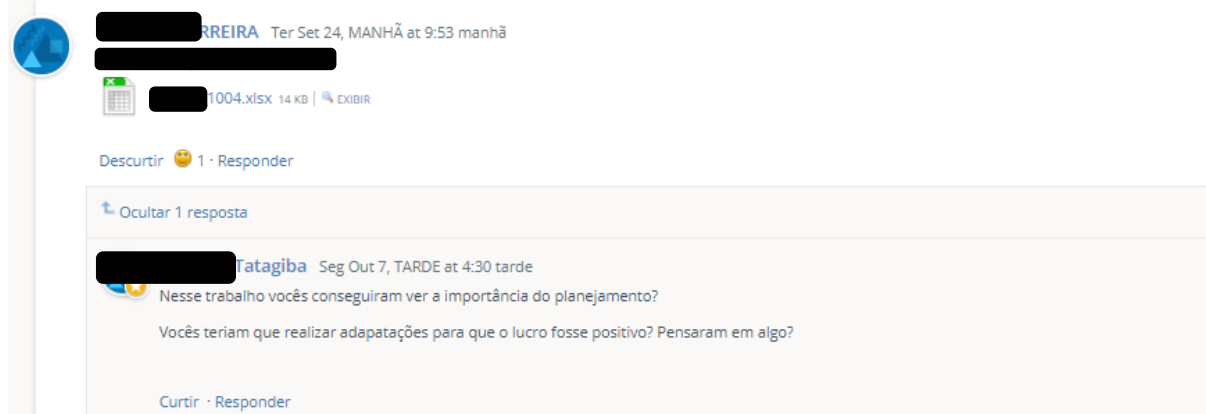 RREIRA Ter Set 24, MANHÃ at 9:53 manhã
1004.xlsx 14 KB | EXIBIR
Descurtir 1 · Responder
Ocultar 1 resposta
Tatagiba Seg Out 7, TARDE at 4:30 tarde
Nesse trabalho vocês conseguiram ver a importância do planejamento?
Vocês teriam que realizar adapatações para que o lucro fosse positivo? Pensaram em algo?
Curtir · Responder